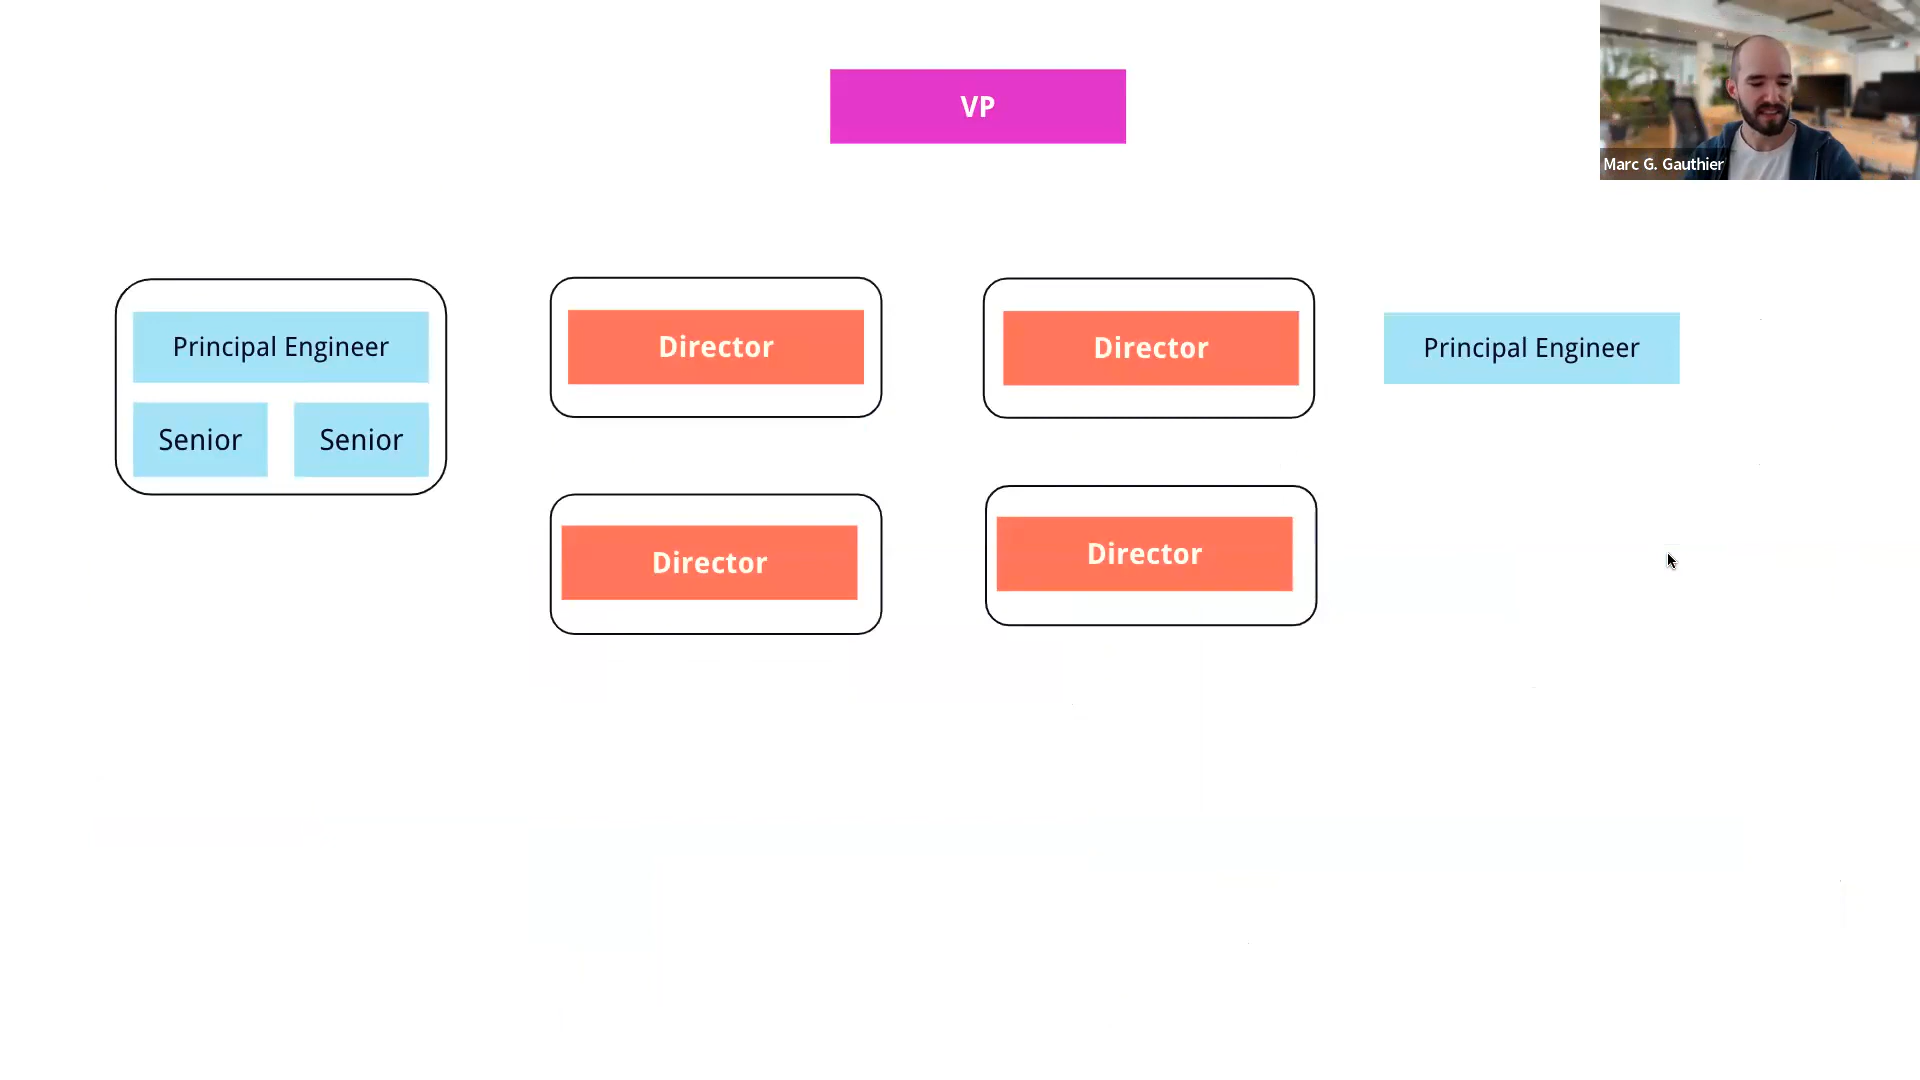 VP
Marc G. Gauthier
Principal Engineer
Director
Director
Principal Engineer
Senior
Senior
Director
Director